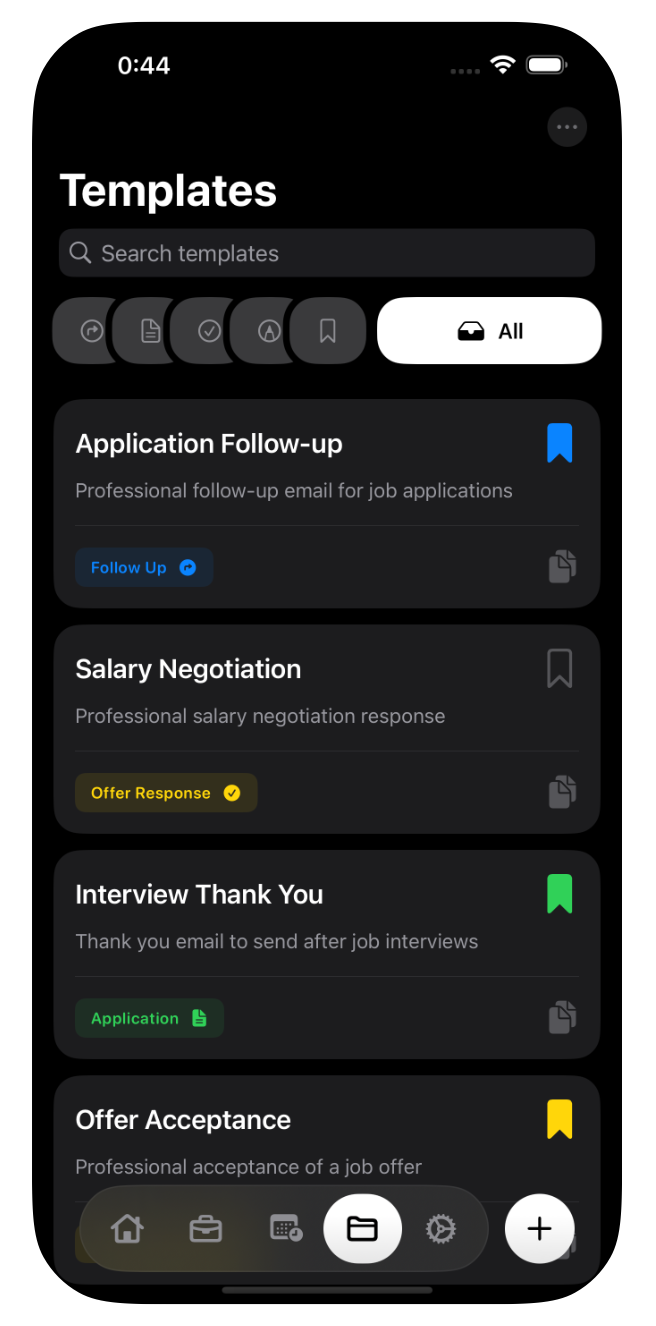 0:44
Templates
Search templates
All
Application Follow-up
Professional follow-up email for job applications
Follow Up
Salary Negotiation
Professional salary negotiation response
Offer Response
Interview Thank You
Thank you email to send after job interviews
Application
Offer Acceptance
Professional acceptance of a job offer